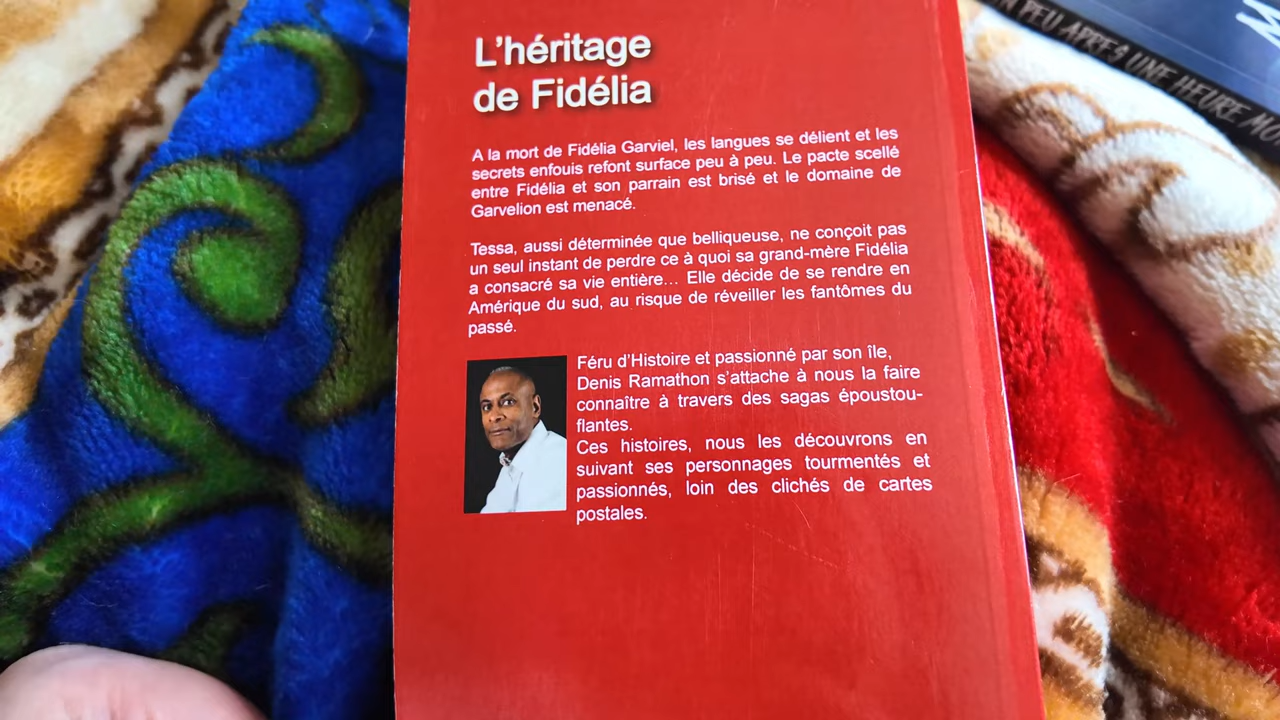 L'héritage
de Fidélia
A la mort de Fidélia Garviel, les langues se délient et les
secrets enfouis refont surface peu à peu. Le pacte scellé
entre Fidélia et son parrain est brisé et le domaine de
Garvelion est menacé.
Tessa, aussi déterminée que belliqueuse, ne conçoit pas
un seul instant de perdre ce à quoi sa grand-mère Fidélia
a consacré sa vie entière... Elle décide de se rendre en
Amérique du sud, au risque de réveiller les fantômes du
passé.
Féru d'Histoire et passionné par son île,
Denis Ramathon s'attache à nous la faire
connaître à travers des sagas époustou-
flantes.
Ces histoires, nous les découvrons en
suivant ses personnages tourmentés et
passionnés, loin des clichés de cartes
postales.
PEU APRES UNE HEURE